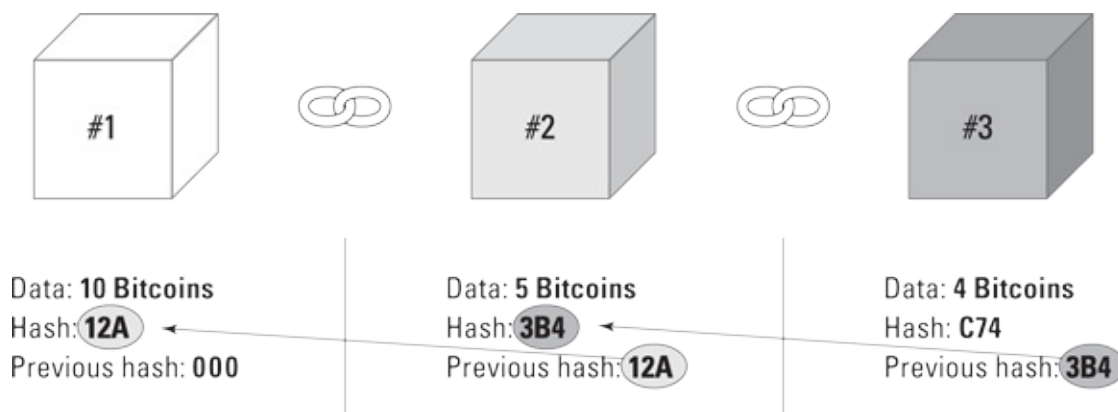 #1
#2
#3
Data: 10 Bitcoins
Hash: 12A
Previous hash: 000
Data: 5 Bitcoins
Hash: 3B4
Previous hash: 12A
Data: 4 Bitcoins
Hash: C74
Previous hash: 3B4